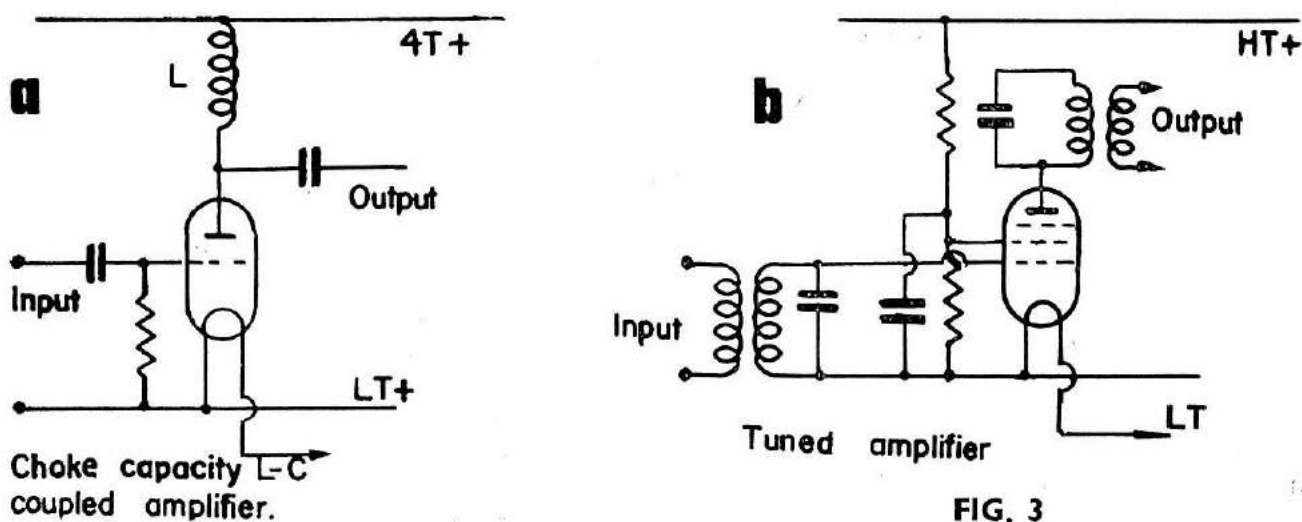 a
4T+
L
Output
Input
LT+
L-C
Choke capacity
coupled amplifier.
b
HT+
Output
Input
LT
Tuned amplifier
FIG. 3